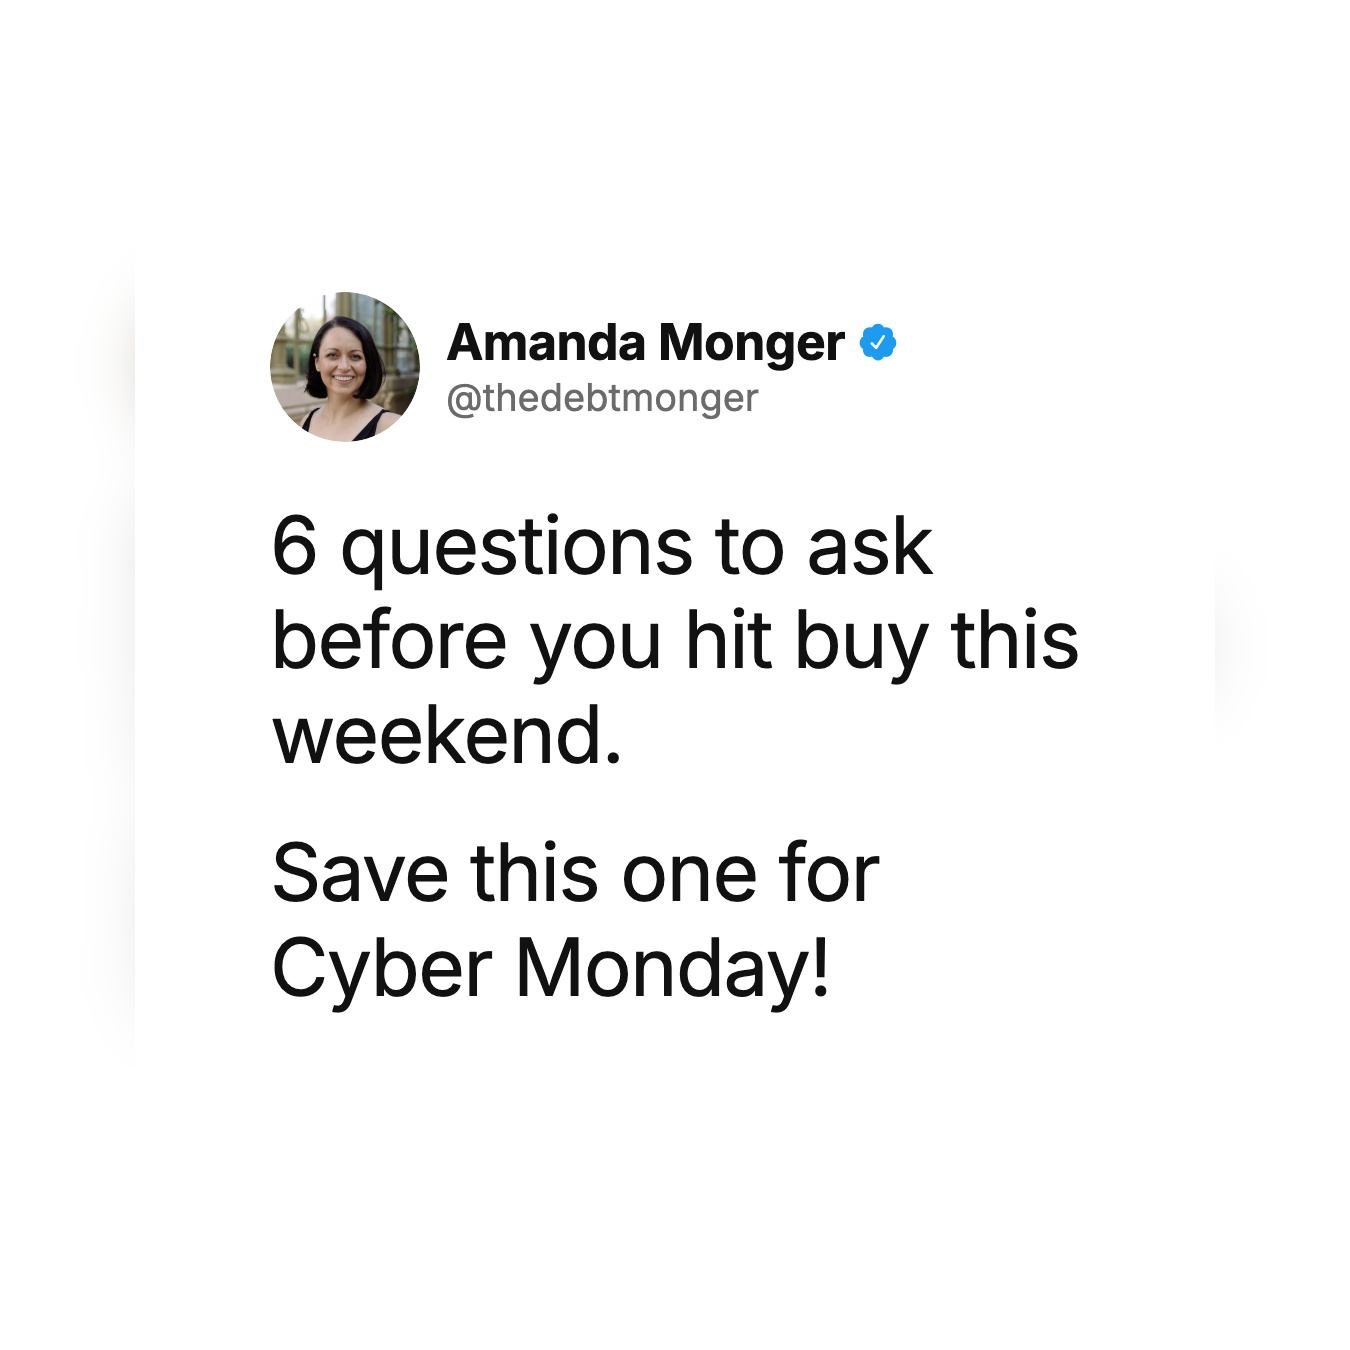 Amanda Monger
@thedebtmonger
6 questions to ask
before you hit buy this
weekend.
Save this one for
Cyber Monday!